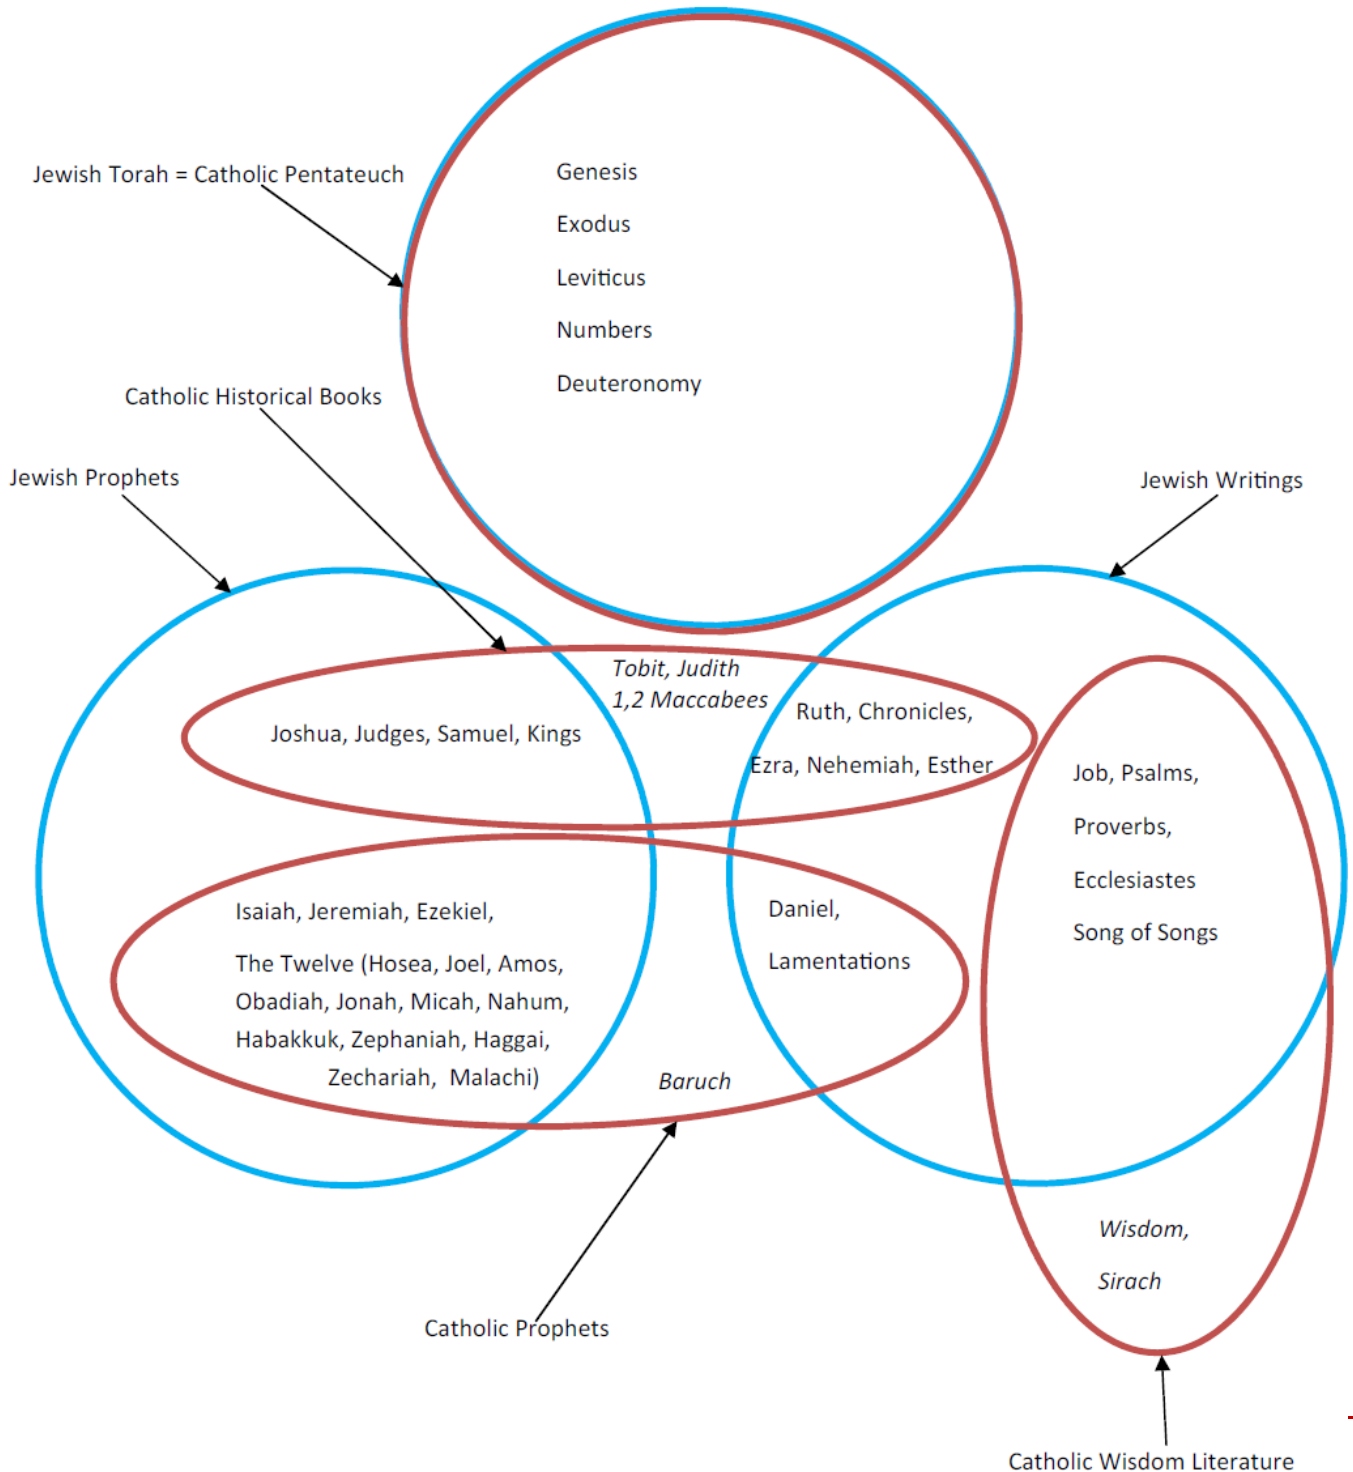 Jewish Torah = Catholic Pentateuch
Genesis
Exodus
Leviticus
Numbers
Deuteronomy
Catholic Historical Books
Jewish Prophets
Jewish Writings
Tobit, Judith
1,2 Maccabees
Joshua, Judges, Samuel, Kings
Ruth, Chronicles,
Ezra, Nehemiah, Esther
Job, Psalms,
Proverbs,
Ecclesiastes
Song of Songs
Isaiah, Jeremiah, Ezekiel,
The Twelve (Hosea, Joel, Amos,
Obadiah, Jonah, Micah, Nahum,
Habakkuk, Zephaniah, Haggai,
Zechariah, Malachi)
Daniel,
Lamentations
Baruch
Wisdom,
Sirach
Catholic Prophets
Catholic Wisdom Literature